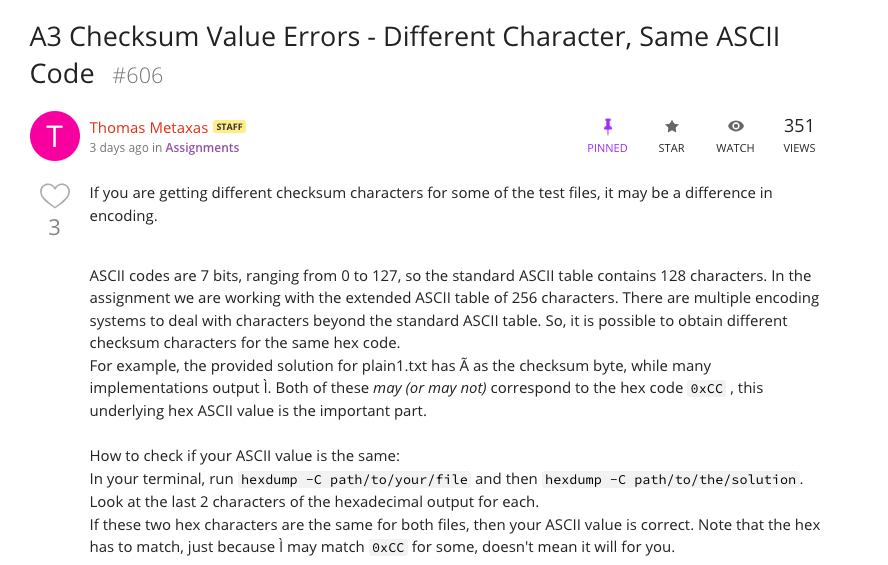 A3 Checksum Value Errors - Different Character, Same ASCII
Code #606
T
Thomas Metaxas STAFF
3 days ago in Assignments
PINNED
STAR
WATCH
351
VIEWS
3
If you are getting different checksum characters for some of the test files, it may be a difference in
encoding.
ASCII codes are 7 bits, ranging from 0 to 127, so the standard ASCII table contains 128 characters. In the
assignment we are working with the extended ASCII table of 256 characters. There are multiple encoding
systems to deal with characters beyond the standard ASCII table. So, it is possible to obtain different
checksum characters for the same hex code.
For example, the provided solution for plain1.txt has Ã as the checksum byte, while many
implementations output Ì. Both of these may (or may not) correspond to the hex code 0xCC , this
underlying hex ASCII value is the important part.
How to check if your ASCII value is the same:
In your terminal, run hexdump -C path/to/your/file and then hexdump -C path/to/the/solution.
Look at the last 2 characters of the hexadecimal output for each.
If these two hex characters are the same for both files, then your ASCII value is correct. Note that the hex
has to match, just because Ì may match 0xCC for some, doesn't mean it will for you.